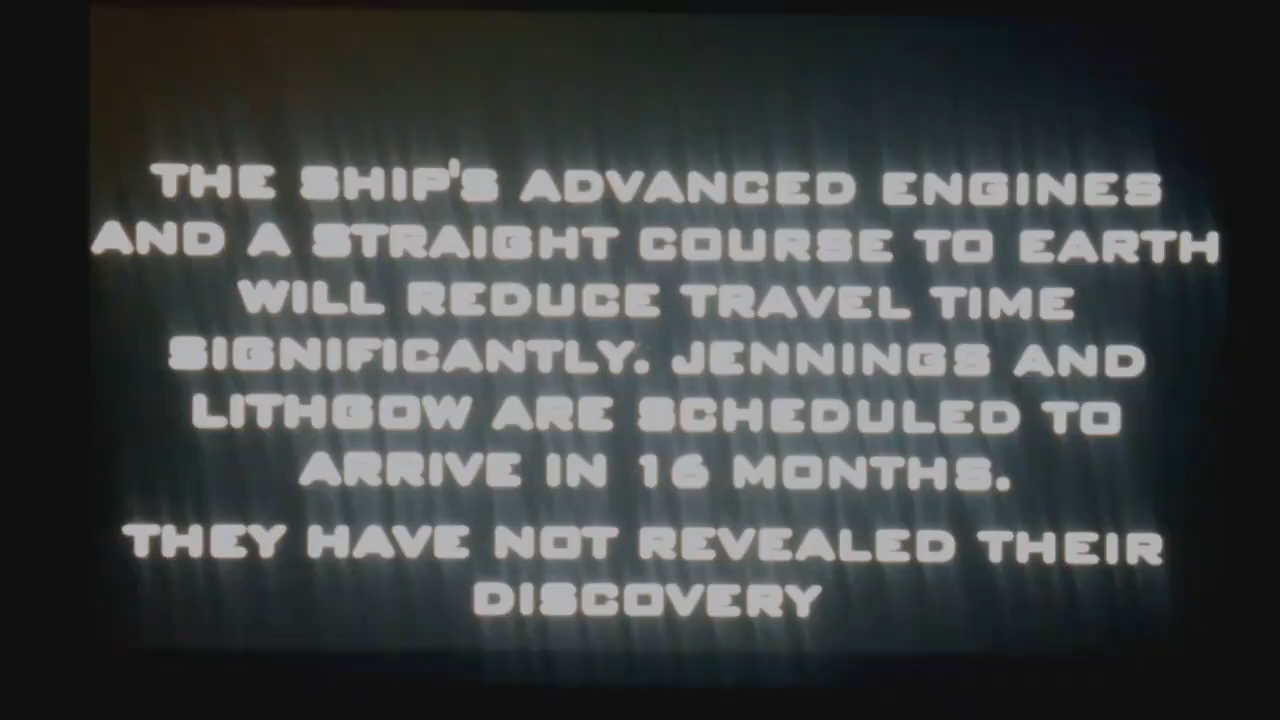 THE SHIP'S ADVANCED ENGINES
AND A STRAIGHT COURSE TO EARTH
WILL REDUCE TRAVEL TIME
SIGNIFICANTLY. JENNINGS AND
LITHGOW ARE SCHEDULED TO
ARRIVE IN 16 MONTHS.
THEY HAVE NOT REVEALED THEIR
DISCOVERY